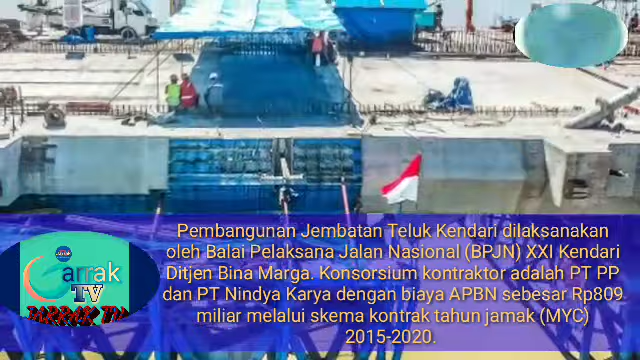 Pembangunan Jembatan Teluk Kendari dilaksanakan
oleh Balai Pelaksana Jalan Nasional (BPJN) XXI Kendari
Ditjen Bina Marga. Konsorsium kontraktor adalah PT PP
dan PT Nindya Karya dengan biaya APBN sebesar Rp809
miliar melalui skema kontrak tahun jamak (MYC)
2015-2020.
arrak
TV
JARRAK TV